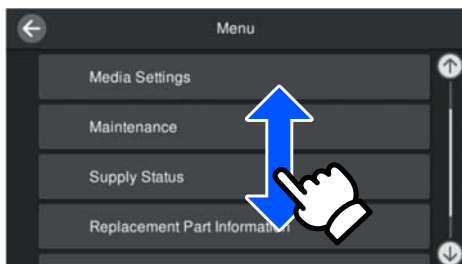 Menu
Media Settings
Maintenance
Supply Status
Replacement Part Information